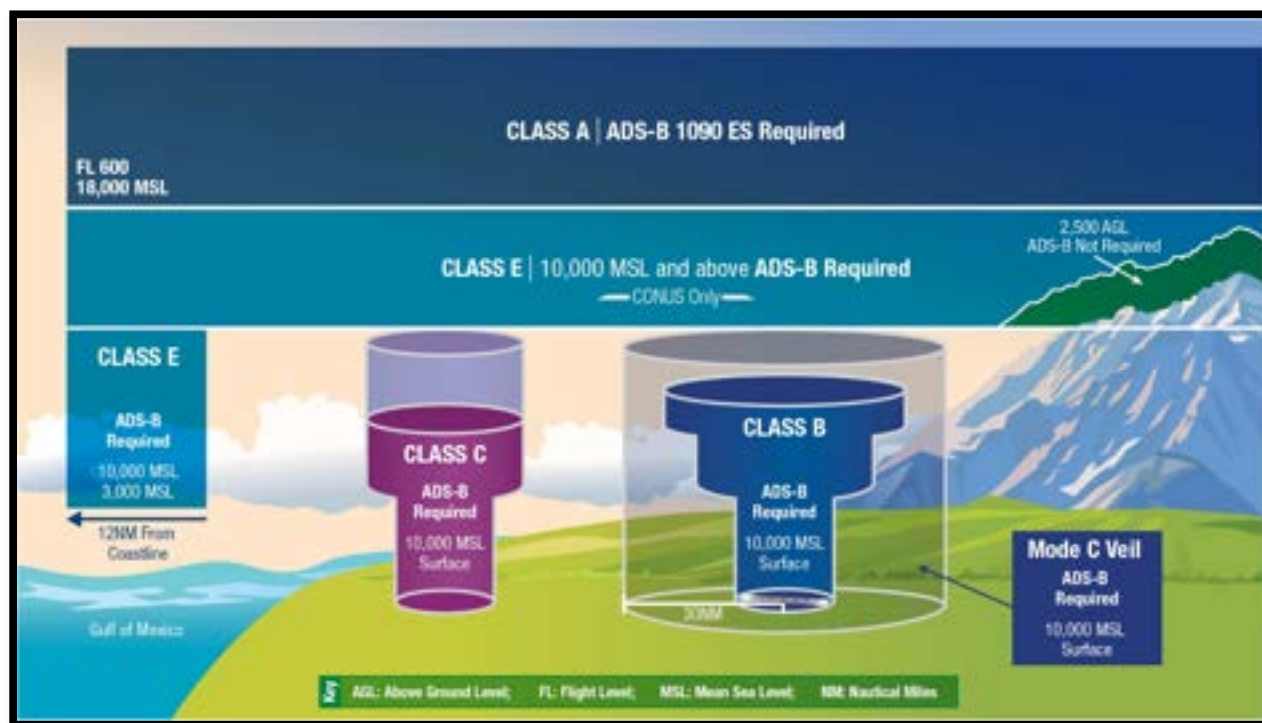 CLASS A | ADS-B 1090 ES Required
FL 600
18,000 MSL
2,500 AGL
ADS-B Not Required
CLASS E | 10,000 MSL and above ADS-B Required
CONUS Only
CLASS E
ADS-B
Required
10,000 MSL
3,000 MSL
12NM From
Coastline
Gulf of Mexico
CLASS C
ADS-B
Required
10,000 MSL
Surface
CLASS B
ADS-B
Required
10,000 MSL
Surface
30NM
Mode C Veil
ADS-B
Required
10,000 MSL
Surface
Key
AGL: Above Ground Level; FL: Flight Level; MSL: Mean Sea Level; NM: Nautical Miles